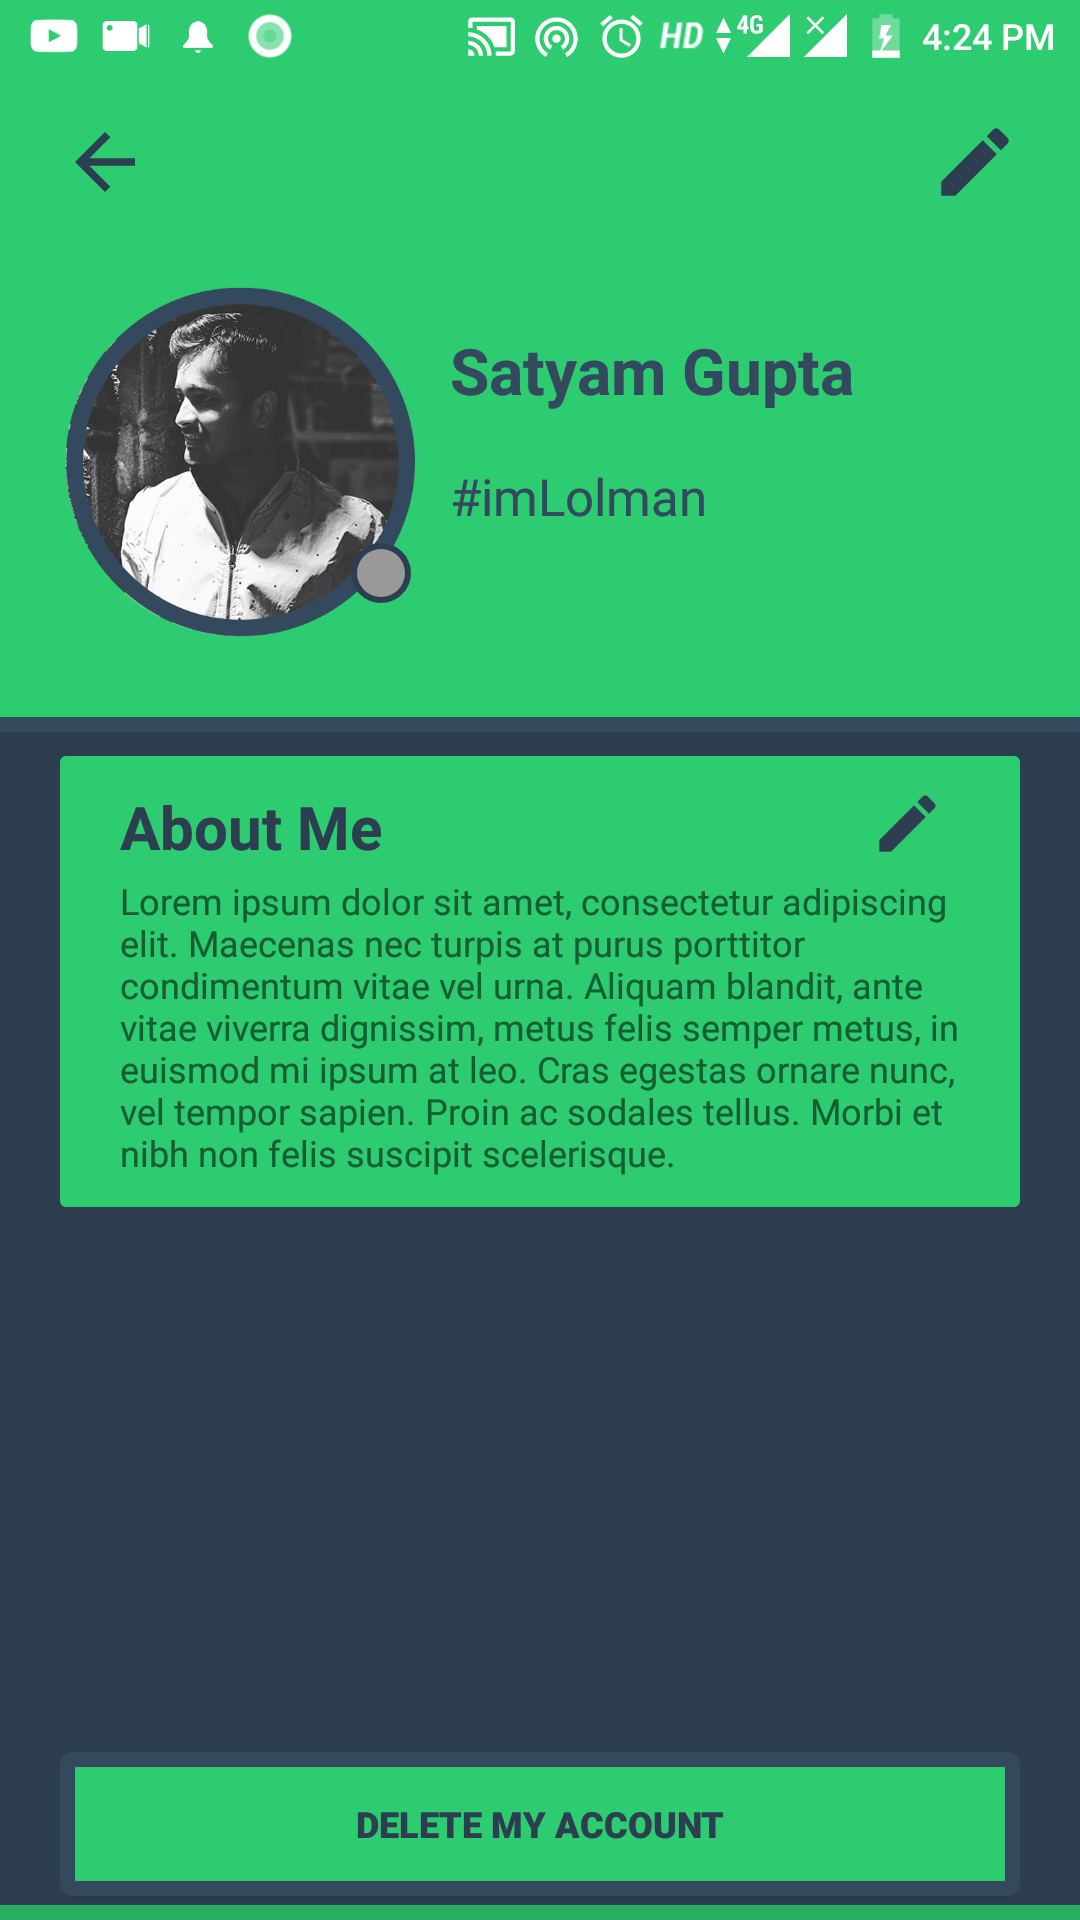 HD 4G 4:24 PM
Satyam Gupta
#imLolman
About Me
Lorem ipsum dolor sit amet, consectetur adipiscing
elit. Maecenas nec turpis at purus porttitor
condimentum vitae vel urna. Aliquam blandit, ante
vitae viverra dignissim, metus felis semper metus, in
euismod mi ipsum at leo. Cras egestas ornare nunc,
vel tempor sapien. Proin ac sodales tellus. Morbi et
nibh non felis suscipit scelerisque.
DELETE MY ACCOUNT